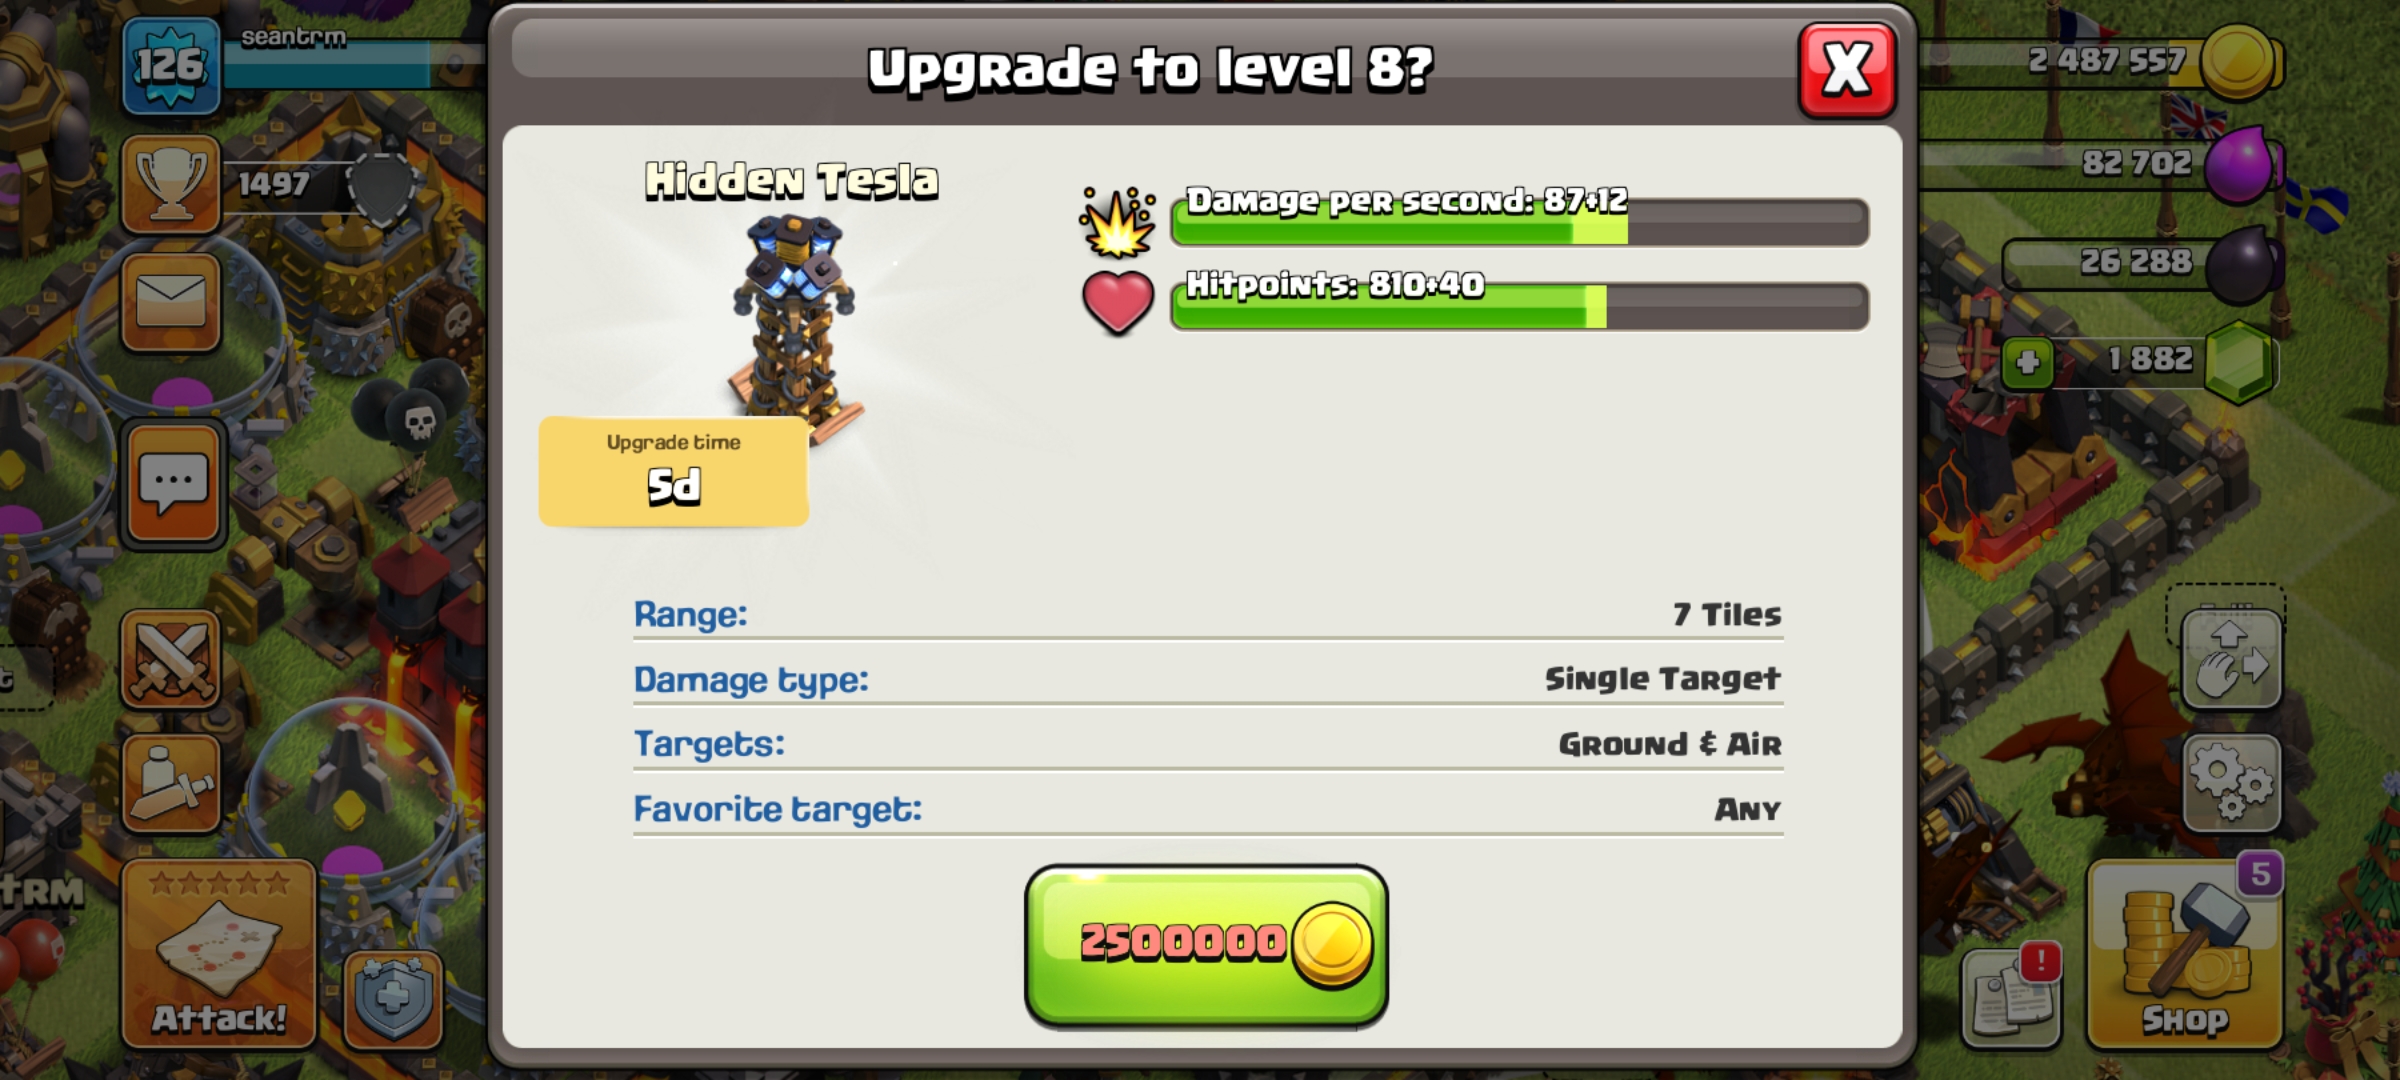 126
seantrm
1497
Attack!
Upgrade to level 8?
X
Hidden Tesla
Upgrade time
5d
Damage per second: 87+12
Hitpoints: 810+40
Range: 7 Tiles
Damage type: Single Target
Targets: Ground & Air
Favorite target: Any
2500000
2 487 557
82 702
26 288
1 882
5
!
Shop